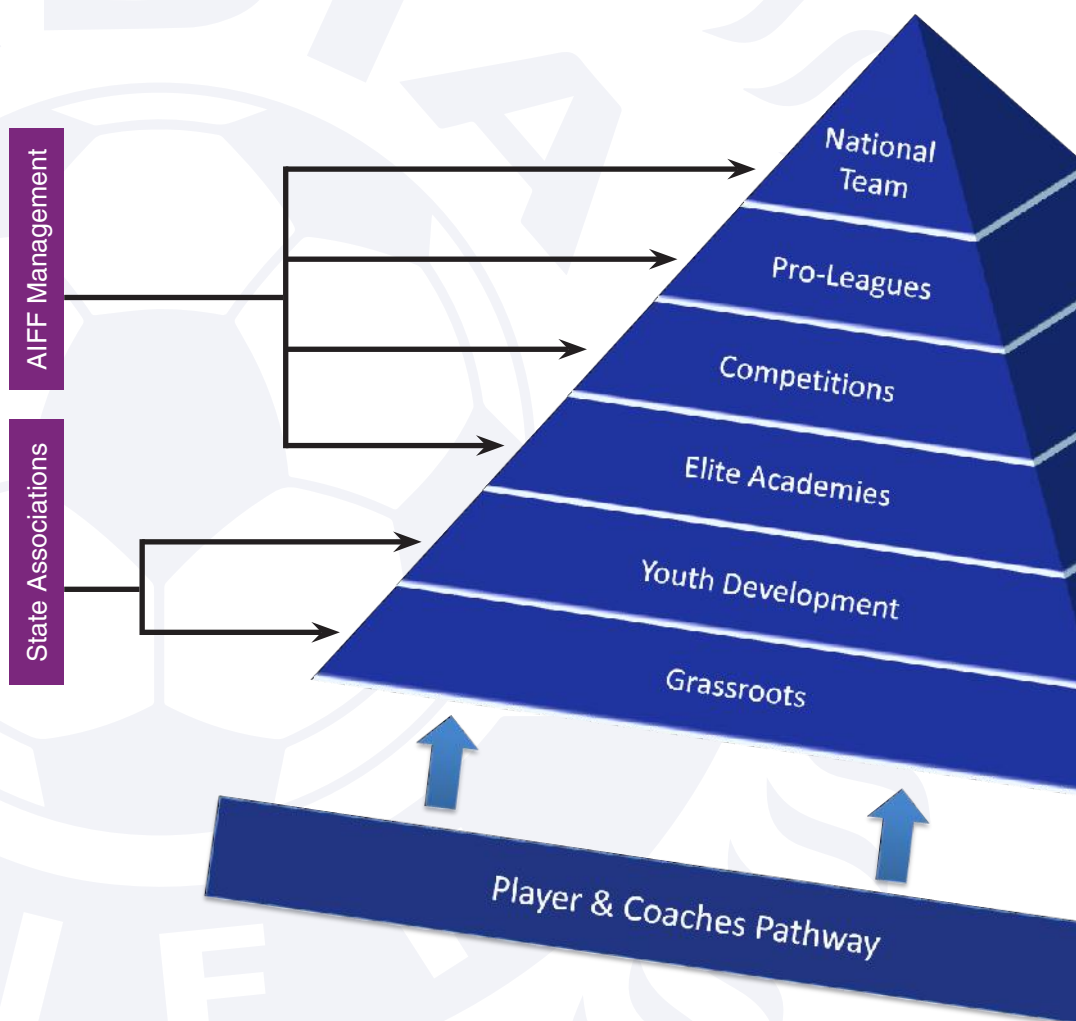 AIFF Management
State Associations
National
Team
Pro-Leagues
Competitions
Elite Academies
Youth Development
Grassroots
Player & Coaches Pathway